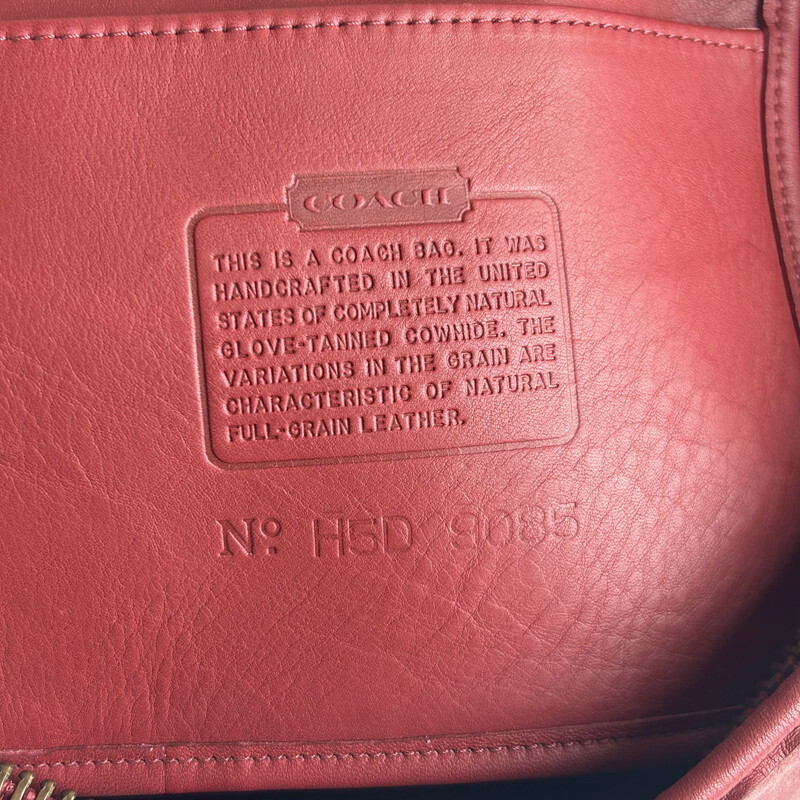 COACH
THIS IS A COACH BAG. IT WAS
HANDCRAFTED IN THE UNITED
STATES OF COMPLETELY NATURAL
GLOVE-TANNED COWHIDE. THE
VARIATIONS IN THE GRAIN ARE
CHARACTERISTIC OF NATURAL
FULL-GRAIN LEATHER.
Nº: H5D 9085